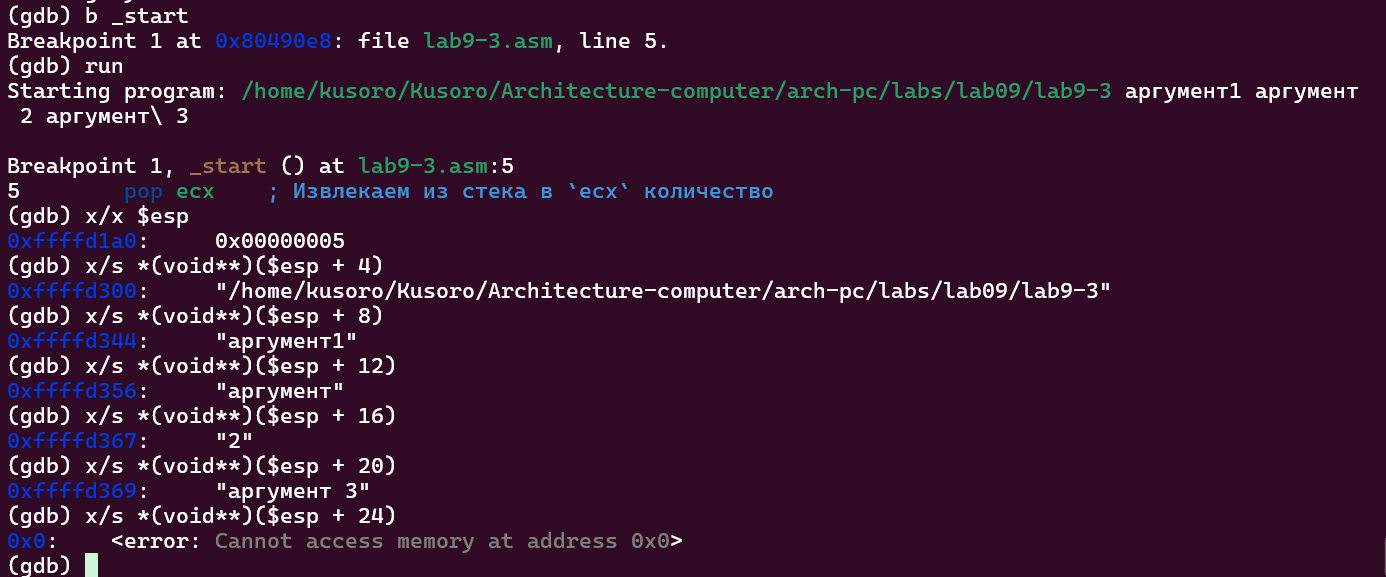 (gdb) b _start
Breakpoint 1 at 0x80490e8: file lab9-3.asm, line 5.
(gdb) run
Starting program: /home/kusoro/Kusoro/Architecture-computer/arch-pc/labs/lab09/lab9-3 аргумент1 аргумент
 2 аргумент\ 3

Breakpoint 1, _start () at lab9-3.asm:5
5        pop ecx    ; Извлекаем из стека в `ecx` количество
(gdb) x/x $esp
0xffffd1a0:     0x00000005
(gdb) x/s *(void**)($esp + 4)
0xffffd300:     "/home/kusoro/Kusoro/Architecture-computer/arch-pc/labs/lab09/lab9-3"
(gdb) x/s *(void**)($esp + 8)
0xffffd344:     "аргумент1"
(gdb) x/s *(void**)($esp + 12)
0xffffd356:     "аргумент"
(gdb) x/s *(void**)($esp + 16)
0xffffd367:     "2"
(gdb) x/s *(void**)($esp + 20)
0xffffd369:     "аргумент 3"
(gdb) x/s *(void**)($esp + 24)
0x0:    <error: Cannot access memory at address 0x0>
(gdb)